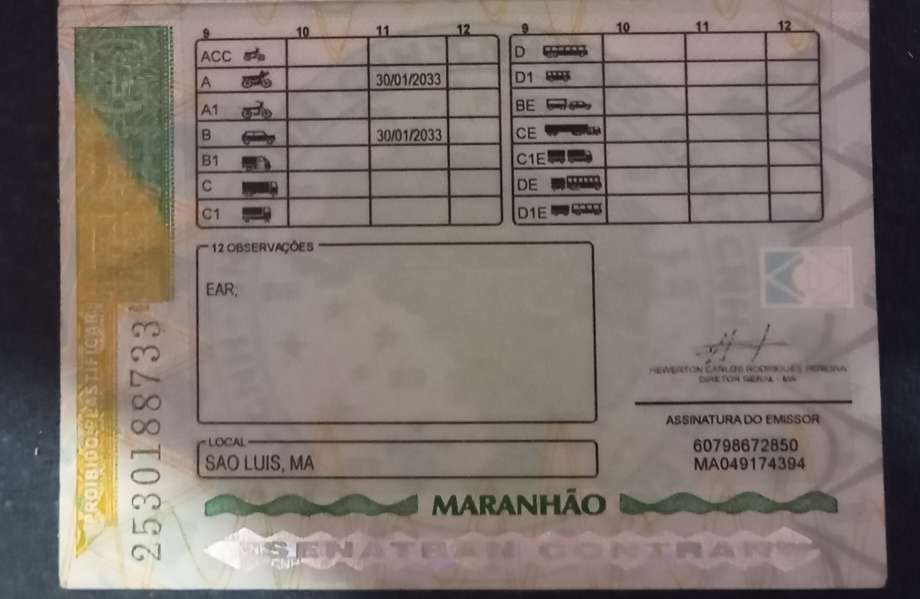 9 10 11 12
ACC
A 30/01/2033
A1
B 30/01/2033
B1
C
C1
9 10 11 12
D
D1
BE
CE
C1E
DE
D1E
12 OBSERVAÇÕES
EAR;
HEWERTON CARLOS RODRIGUES PEREIRA
DIRETOR GERAL - MA
ASSINATURA DO EMISSOR
60798672850
MA049174394
LOCAL
SAO LUIS, MA
MARANHÃO
SENATRAN CONTRAN
CNH
PROIBIDO PLASTIFICAR
2530188733